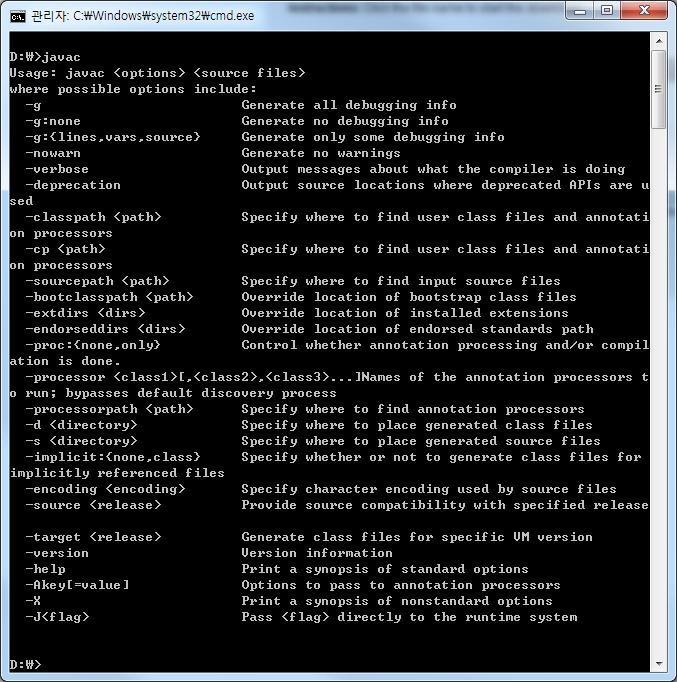 관리자: C:₩Windows₩system32₩cmd.exe
D:₩>javac
Usage: javac <options> <source files>
where possible options include:
  -g                         Generate all debugging info
  -g:none                    Generate no debugging info
  -g:{lines,vars,source}     Generate only some debugging info
  -nowarn                    Generate no warnings
  -verbose                   Output messages about what the compiler is doing
  -deprecation               Output source locations where deprecated APIs are u
sed
  -classpath <path>          Specify where to find user class files and annotati
on processors
  -cp <path>                 Specify where to find user class files and annotati
on processors
  -sourcepath <path>         Specify where to find input source files
  -bootclasspath <path>      Override location of bootstrap class files
  -extdirs <dirs>            Override location of installed extensions
  -endorseddirs <dirs>       Override location of endorsed standards path
  -proc:{none,only}          Control whether annotation processing and/or compil
ation is done.
  -processor <class1>[,<class2>,<class3>...]Names of the annotation processors t
o run; bypasses default discovery process
  -processorpath <path>      Specify where to find annotation processors
  -d <directory>             Specify where to place generated class files
  -s <directory>             Specify where to place generated source files
  -implicit:{none,class}     Specify whether or not to generate class files for
implicitly referenced files
  -encoding <encoding>       Specify character encoding used by source files
  -source <release>          Provide source compatibility with specified release
  -target <release>          Generate class files for specific VM version
  -version                   Version information
  -help                      Print a synopsis of standard options
  -Akey[=value]              Options to pass to annotation processors
  -X                         Print a synopsis of nonstandard options
  -J<flag>                   Pass <flag> directly to the runtime system
D:₩>